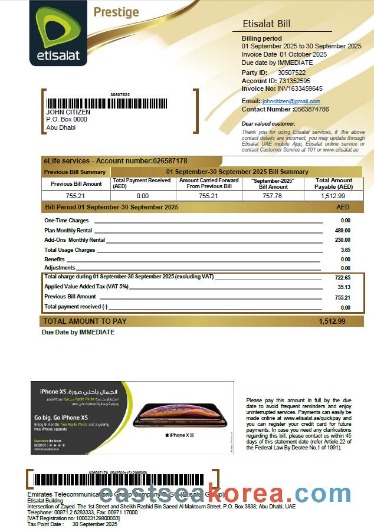 Prestige
etisalat
Etisalat Bill
Billing period
01 September 2025 to 30 September 2025
Invoice Date 01 October 2025
Due date by IMMEDIATE
Party ID: 30507522
Account ID: 731352595
Invoice No: INV1633459645
Email: johncitizen@gmail.com
Contact Number :0563874786
30507522
JOHN CITIZEN
P.O. Box 0000
Abu Dhabi
Dear valued customer,
Thank you for using Etisalat services, if the above
contact details are incorrect, you may update through
Etisalat UAE mobile App, Etisalat online service or
contact Customer Service at 101 or www.etisalat.ae
eLife services - Account number:026587178
Previous Bill Summary 01 September-30 September 2025 Bill Summary
Previous Bill Amount Total Payment Received (AED) Amount Carried Forward From Previous Bill "September-2025" Bill Amount Total Amount Payable (AED)
755.21 0.00 755.21 757.78 1,512.99
Bill Period 01 September-30 September 2025 AED
One-Time Charges 0.00
Plan Monthly Rental 489.00
Add-Ons Monthly Rental 230.00
Total Usage Charges 3.65
Benefits 0.00
Adjustments 0.00
Total charge during 01 September-30 September 2025 (excluding VAT) 722.65
Applied Value Added Tax (VAT 5%) 35.13
Previous Bill Amount 755.21
Total payment received (-) 0.00
TOTAL AMOUNT TO PAY 1,512.99
Due Date by IMMEDIATE
iPhone XS
Go big. Go iPhone XS
iPhone XS
Please pay this amount in full by the due
date to avoid frequent reminders and enjoy
uninterrupted services. Payments can easily be
made online at www.etisalat.ae/quickpay and
you can register your credit card for future
payments. In case you need any clarifications
regarding this bill, please contact us within 45
days of this statement date (refer Article 22 of
the Federal Law By Decree No.1 of 1991).
eastseakorea.com
Emirates Telecommunications Group Company
Etisalat Building
Intersection of Zayed The 1st Street and Sheikh Rashid Bin Saeed Al Maktoum Street, P.O. Box 3838, Abu Dhabi, UAE
Telephone: 00971 2 6283333, Fax: 00971 17000
Tax Point Date : 30 September 2025